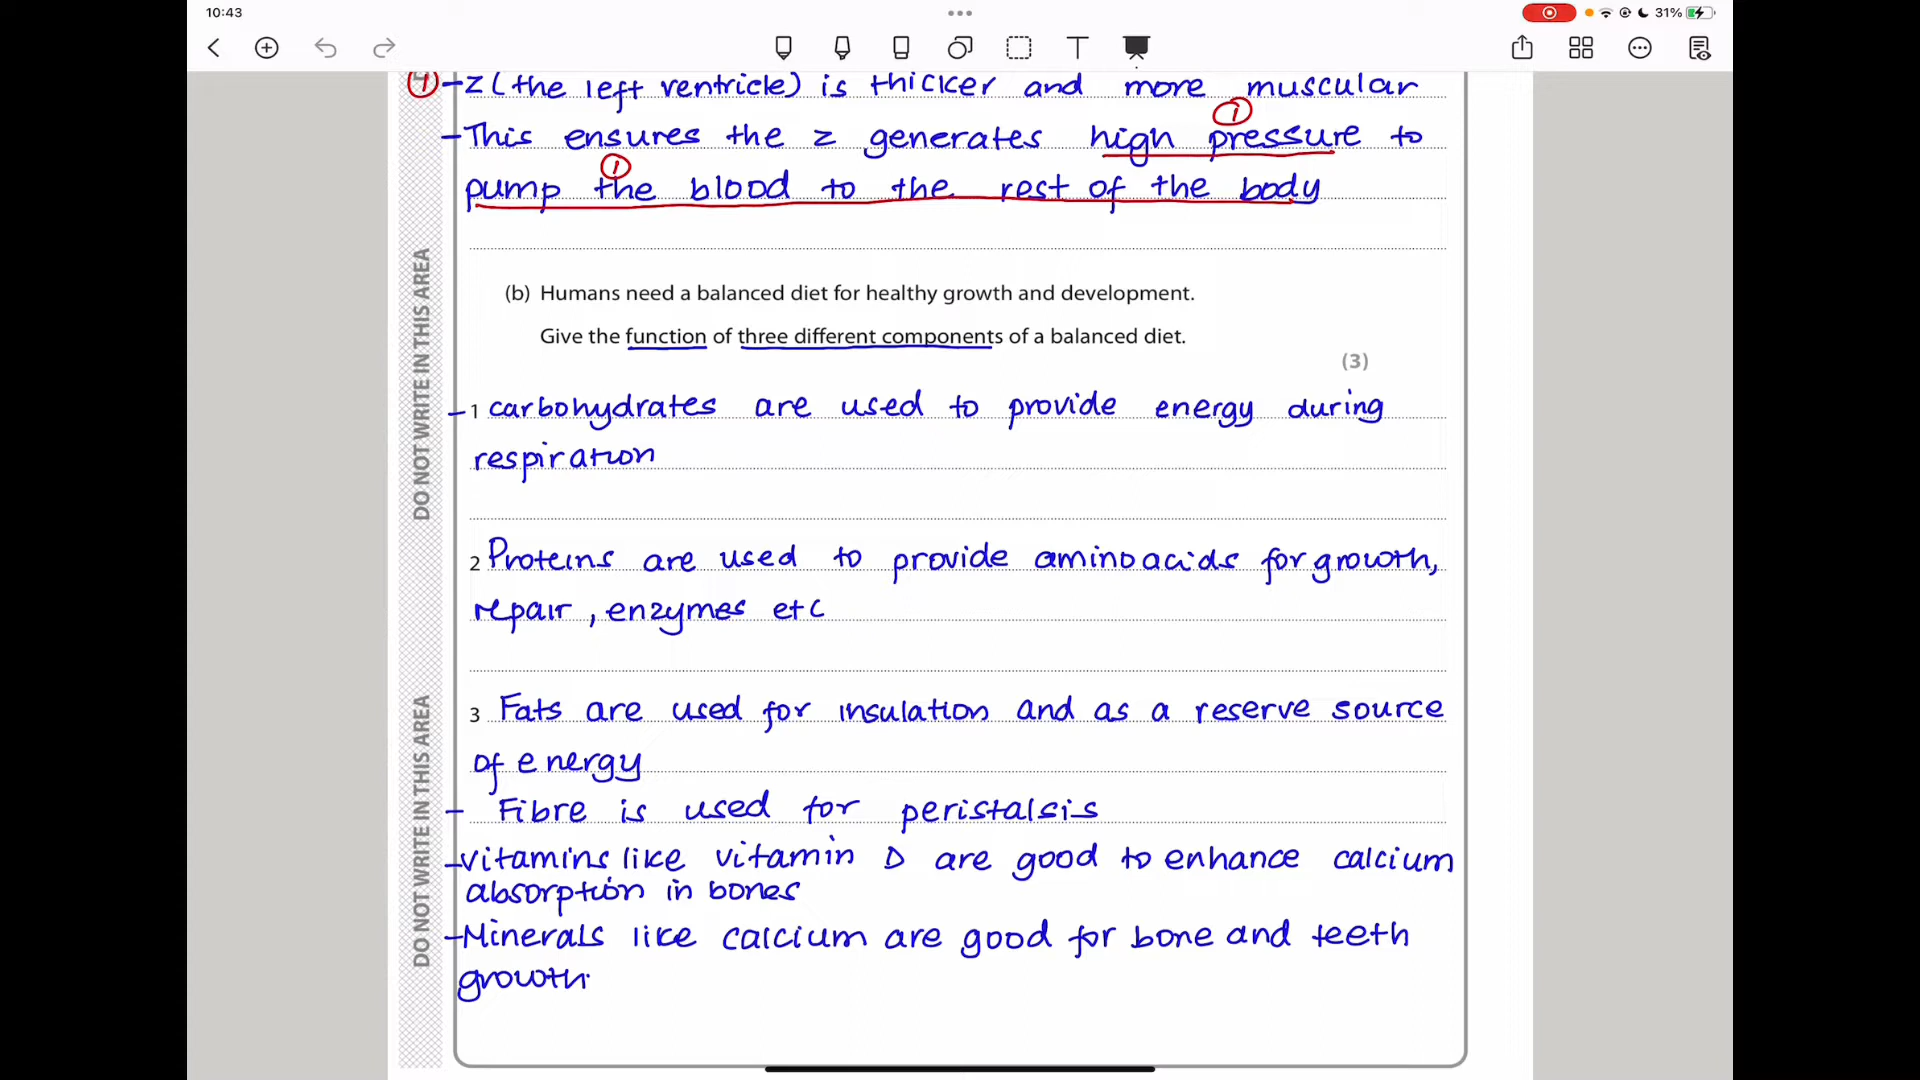 10:43
31%
① -z (the left ventricle) is thicker and more muscular
①
-This ensures the z generates high pressure to
①
pump the blood to the rest of the body
(b) Humans need a balanced diet for healthy growth and development.
Give the function of three different components of a balanced diet.
(3)
-1 carbohydrates are used to provide energy during
respiration
2 Proteins are used to provide amino acids for growth,
repair, enzymes etc
3 Fats are used for insulation and as a reserve source
of energy
- Fibre is used for peristalsis
-vitamins like vitamin D are good to enhance calcium
absorption in bones
-Minerals like calcium are good for bone and teeth
growth
DO NOT WRITE IN THIS AREA
DO NOT WRITE IN THIS AREA